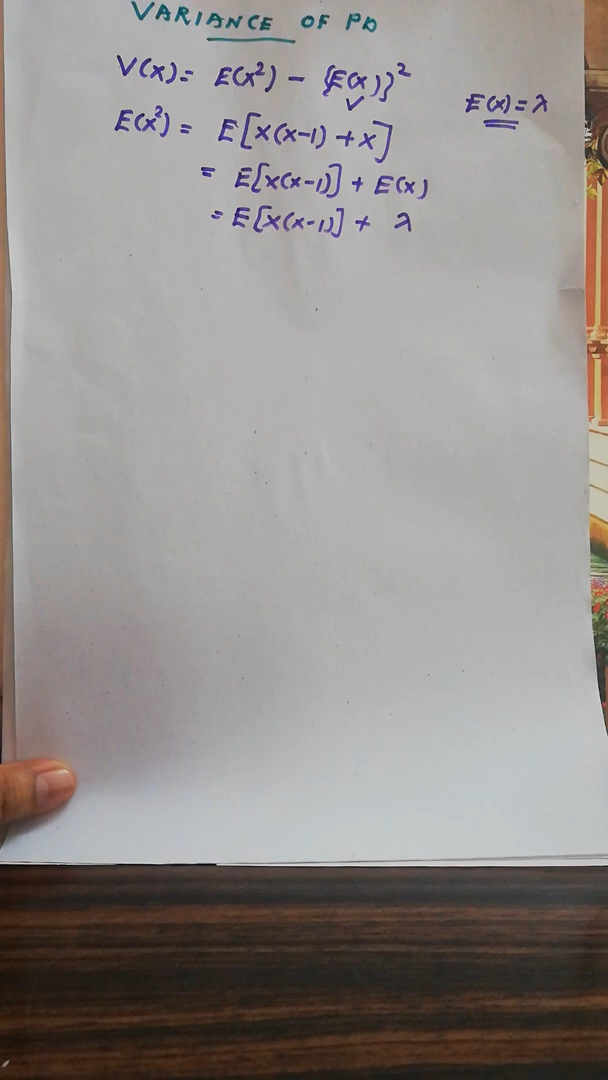 VARIANCE OF PD
V(x) = E(x²) - {E(x)}²
E(x) = λ
E(x²) = E[x(x-1) + x]
= E[x(x-1)] + E(x)
= E[x(x-1)] + λ